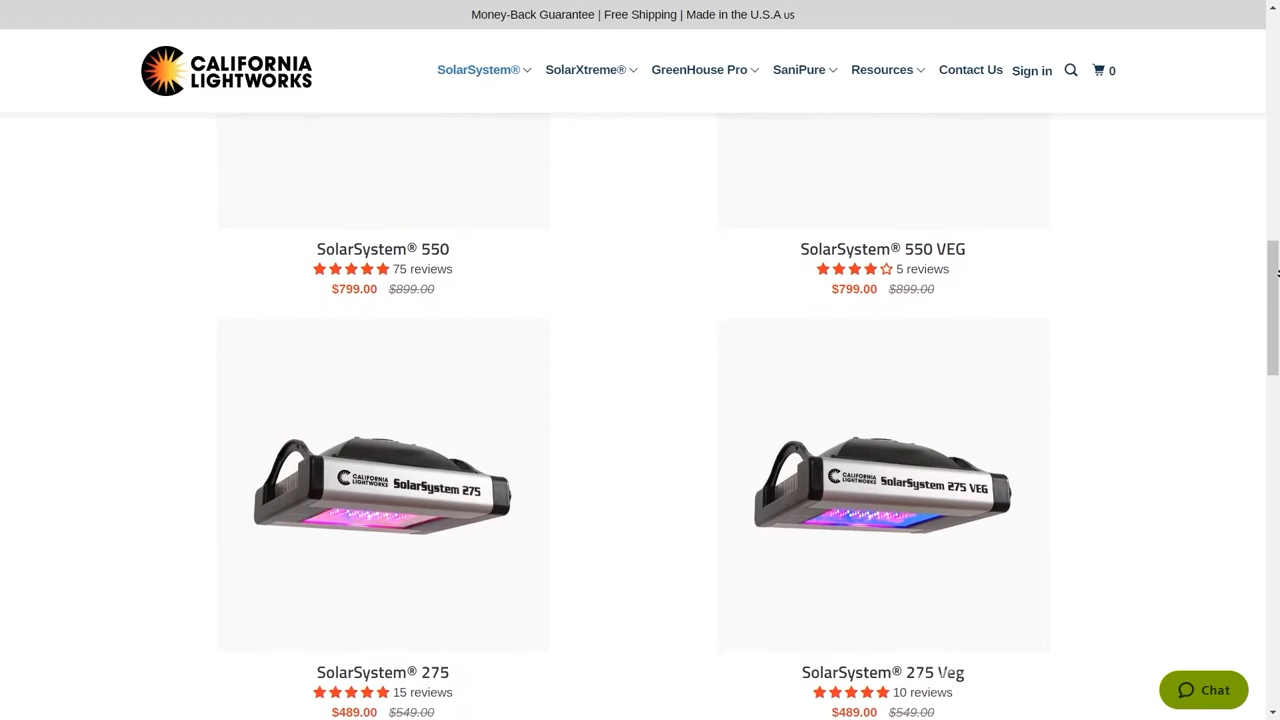 Money-Back Guarantee | Free Shipping | Made in the U.S.A us
CALIFORNIA LIGHTWORKS
SolarSystem® SolarXtreme® GreenHouse Pro SaniPure Resources Contact Us Sign in 0
SolarSystem® 550
75 reviews
$799.00 $899.00
SolarSystem® 550 VEG
5 reviews
$799.00 $899.00
CALIFORNIA LIGHTWORKS SolarSystem 275
CALIFORNIA LIGHTWORKS SolarSystem 275 VEG
SolarSystem® 275
15 reviews
$489.00 $549.00
SolarSystem® 275 Veg
10 reviews
$489.00 $549.00
Chat